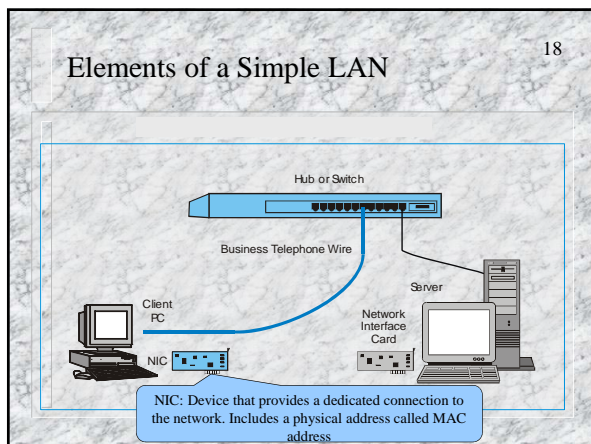 18
Elements of a Simple LAN
Hub or Switch
Business Telephone Wire
Server
Client
PC
Network
Interface
Card
NIC
NIC: Device that provides a dedicated connection to
the network. Includes a physical address called MAC
address